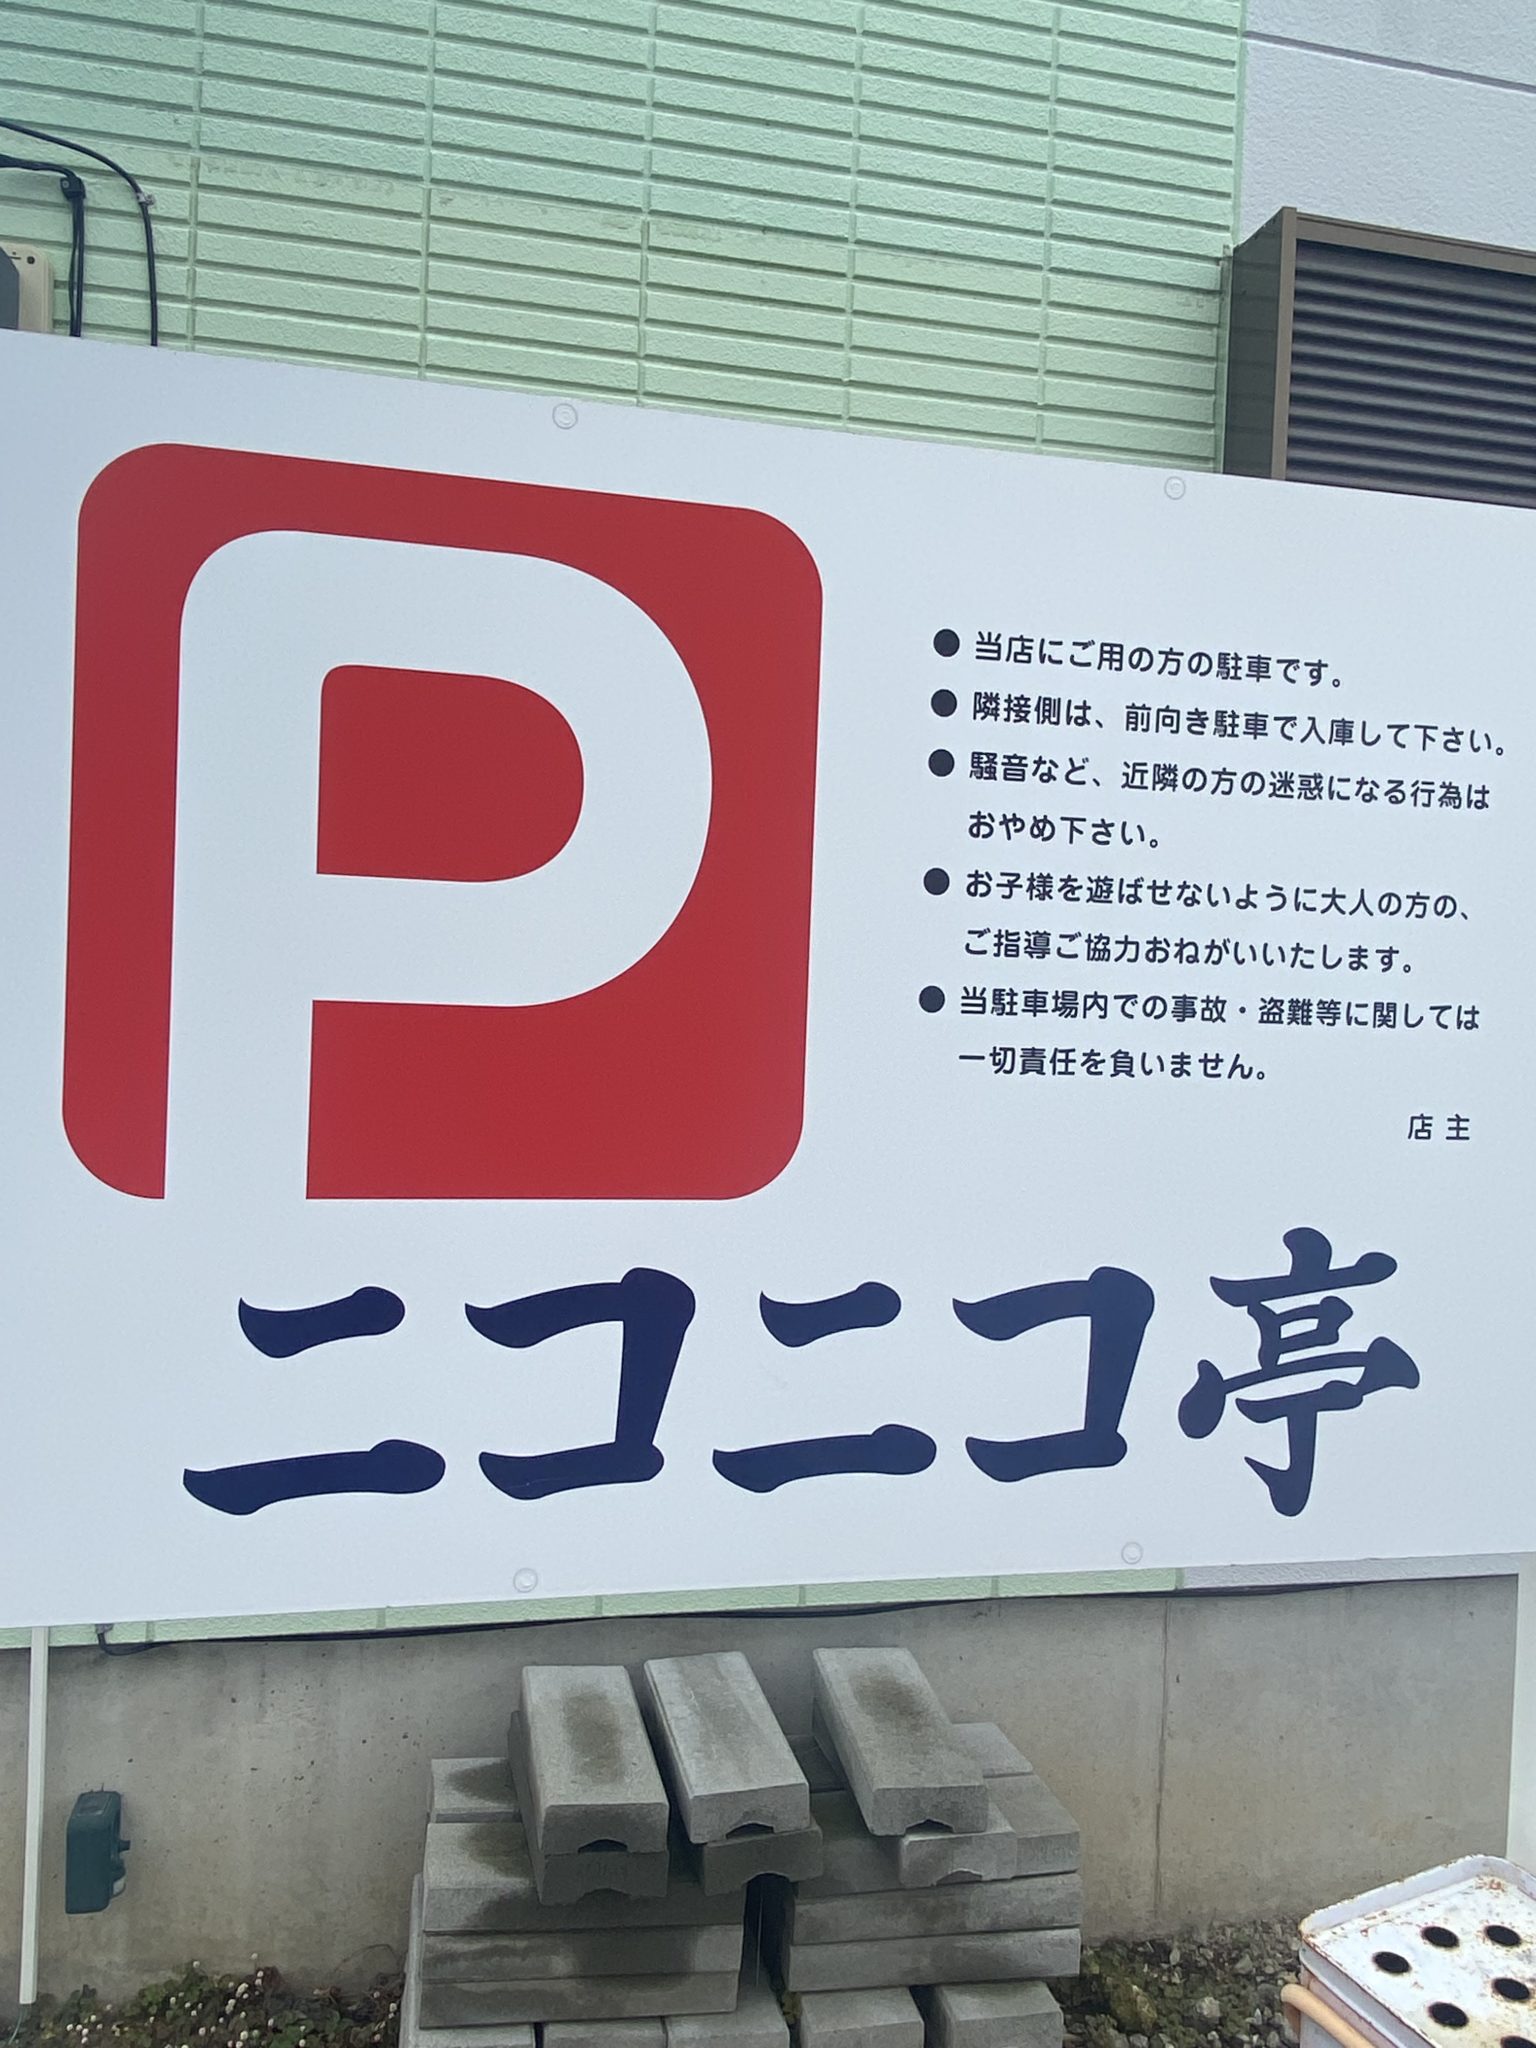 P
● 当店にご用の方の駐車です。
● 隣接側は、前向き駐車で入庫して下さい。
● 騒音など、近隣の方の迷惑になる行為は
おやめ下さい。
● お子様を遊ばせないように大人の方の、
ご指導ご協力おねがいいたします。
● 当駐車場内での事故・盗難等に関しては
一切責任を負いません。
店主
ニコニコ亭